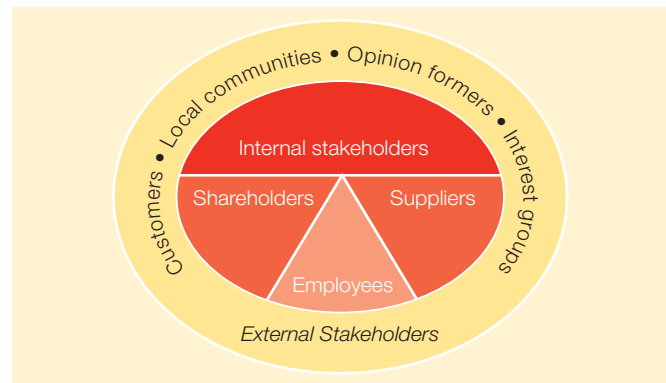 Customers • Local communities • Opinion formers • Interest groups
Internal stakeholders
Shareholders
Suppliers
Employees
External Stakeholders